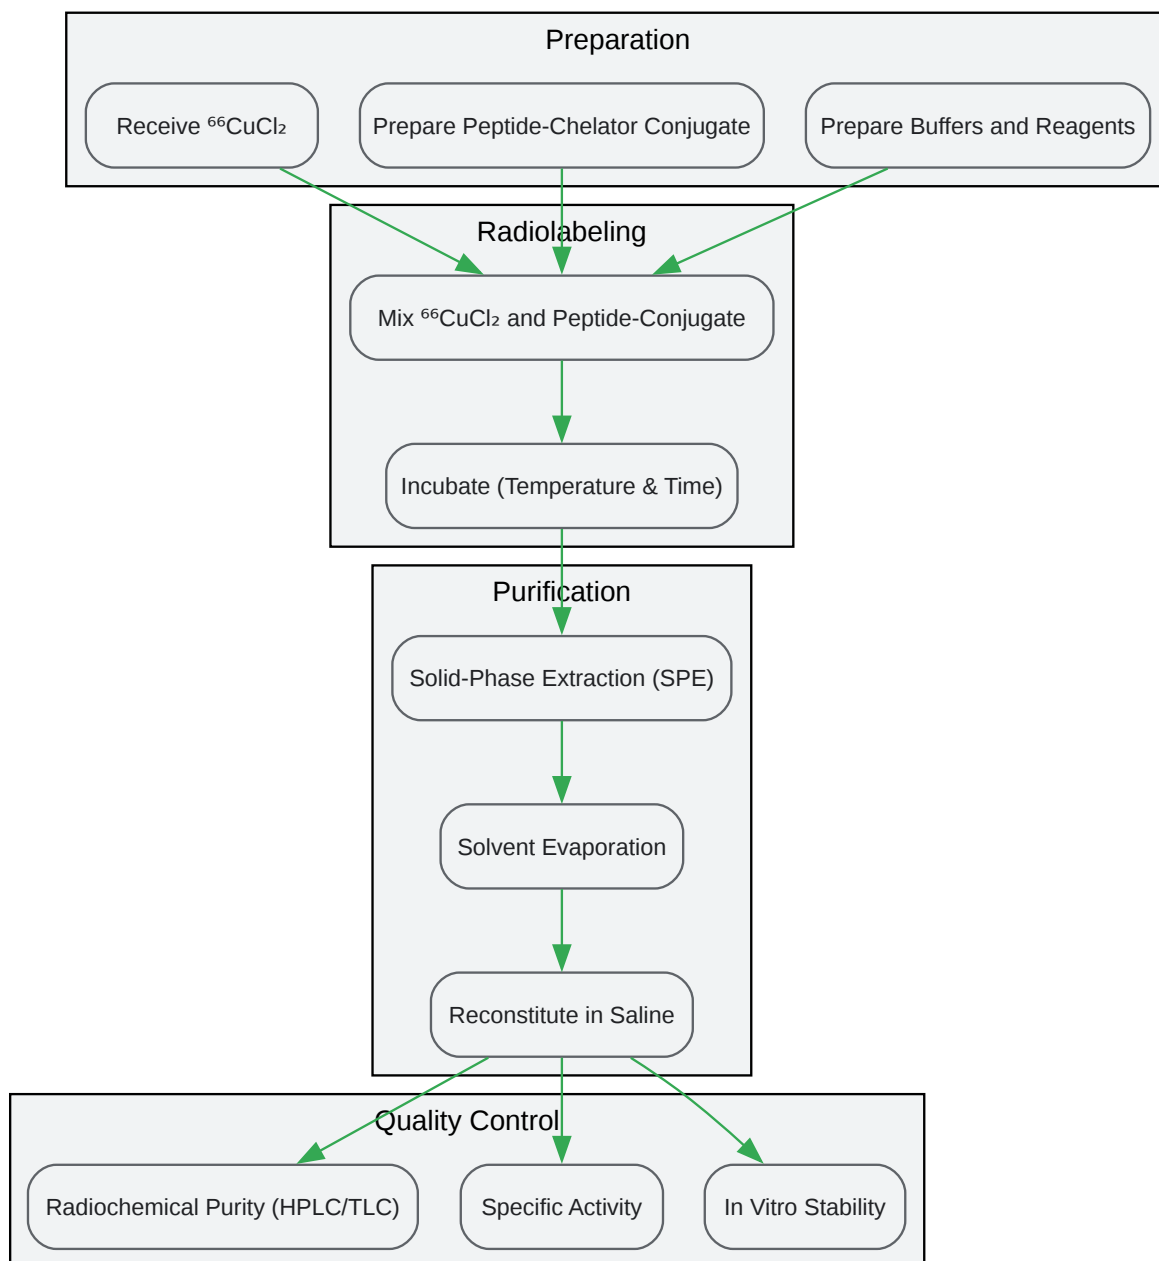 Preparation
Receive ⁶⁶CuCl₂
Prepare Peptide-Chelator Conjugate
Prepare Buffers and Reagents
Radiolabeling
Mix ⁶⁶CuCl₂ and Peptide-Conjugate
Incubate (Temperature & Time)
Purification
Solid-Phase Extraction (SPE)
Solvent Evaporation
Reconstitute in Saline
Quality Control
Radiochemical Purity (HPLC/TLC)
Specific Activity
In Vitro Stability